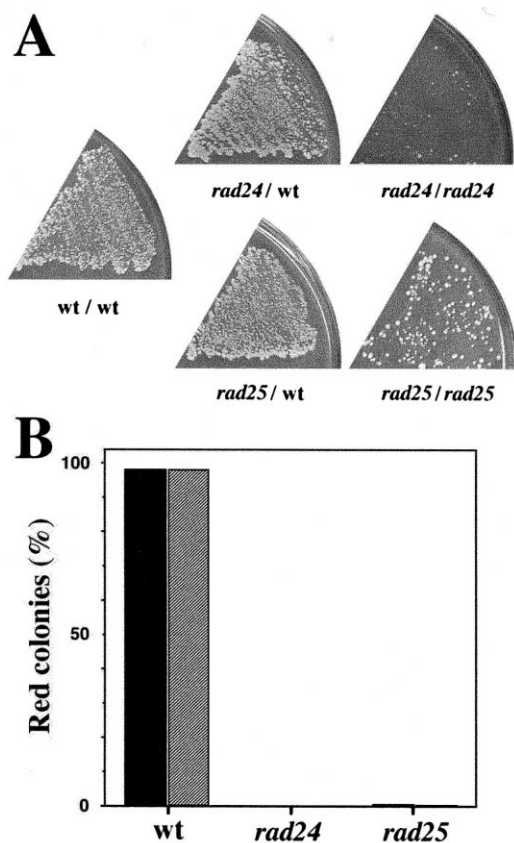 A
rad24/wt
rad24/rad24
wt / wt
rad25/wt
rad25/rad25
B
Red colonies (%)
100
50
0
wt
rad24
rad25